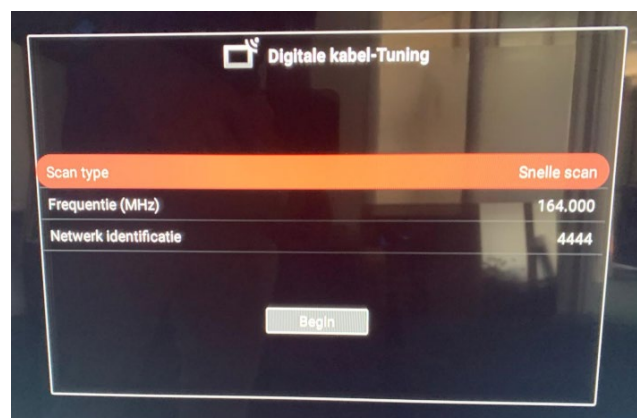 Digitale kabel-Tuning
Scan type Snelle scan
Frequentie (MHz) 164.000
Netwerk identificatie 4444
Begin